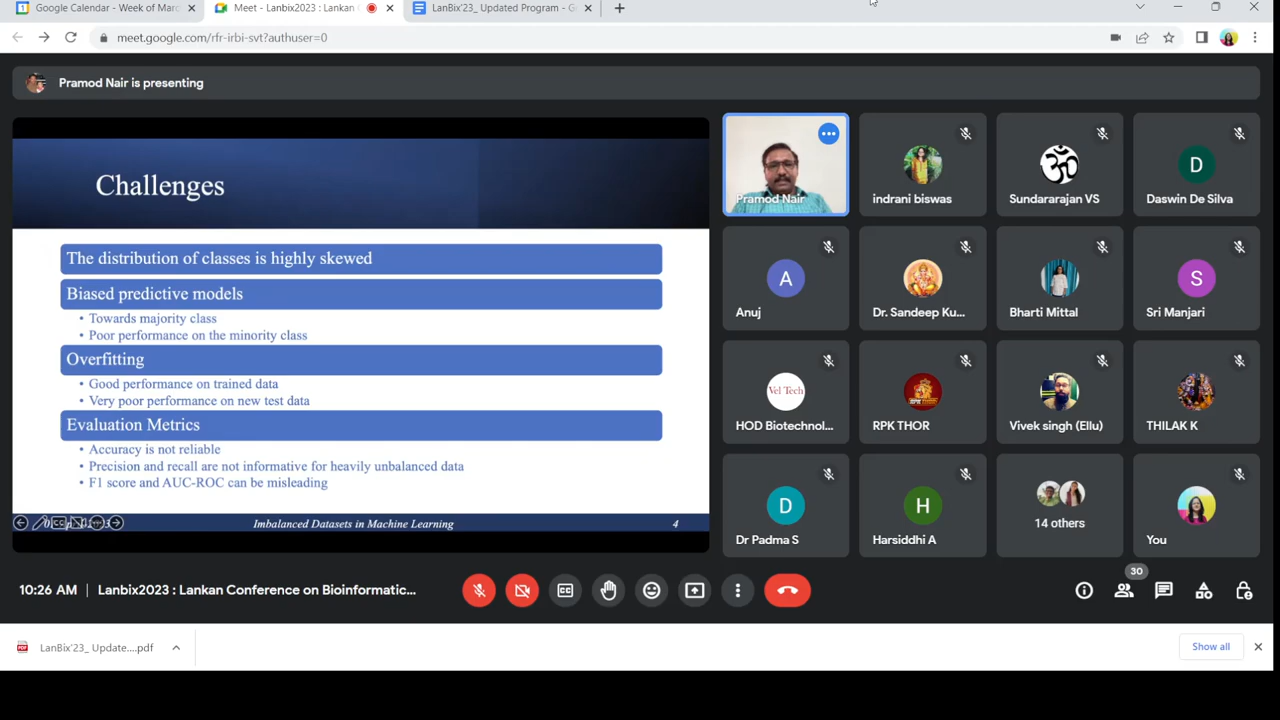 Google Calendar - Week of Marc
Meet - Lanbix2023 : Lankan C
LanBix'23_ Updated Program - G
meet.google.com/rfr-irbi-svt?authuser=0
Pramod Nair is presenting
Challenges
The distribution of classes is highly skewed
Biased predictive models
• Towards majority class
• Poor performance on the minority class
Overfitting
• Good performance on trained data
• Very poor performance on new test data
Evaluation Metrics
• Accuracy is not reliable
• Precision and recall are not informative for heavily unbalanced data
• F1 score and AUC-ROC can be misleading
Imbalanced Datasets in Machine Learning
4
Pramod Nair
indrani biswas
Sundararajan VS
D
Daswin De Silva
A
Anuj
Dr. Sandeep Ku...
Bharti Mittal
S
Sri Manjari
Vel Tech
HOD Biotechnol...
RPK THOR
Vivek singh (Ellu)
THILAK K
D
Dr Padma S
H
Harsiddhi A
14 others
You
10:26 AM | Lanbix2023 : Lankan Conference on Bioinformatic...
30
LanBix'23_ Update....pdf
Show all